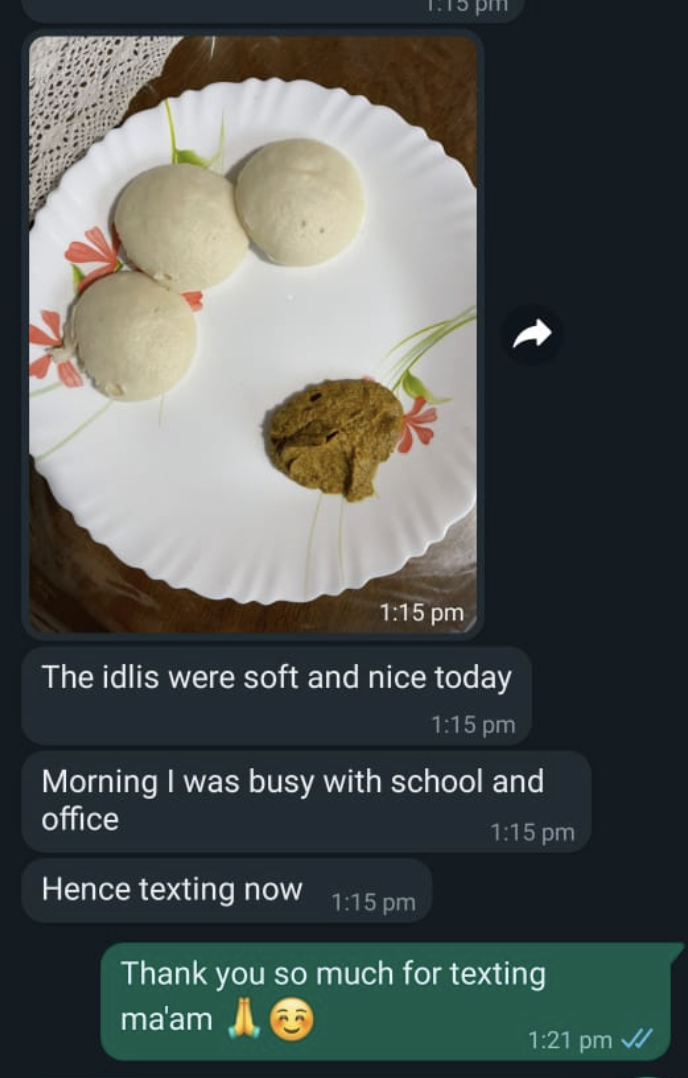 1:15 pm
1:15 pm
The idlis were soft and nice today
1:15 pm
Morning I was busy with school and
office
1:15 pm
Hence texting now 1:15 pm
Thank you so much for texting
ma'am 🙏☺️
1:21 pm